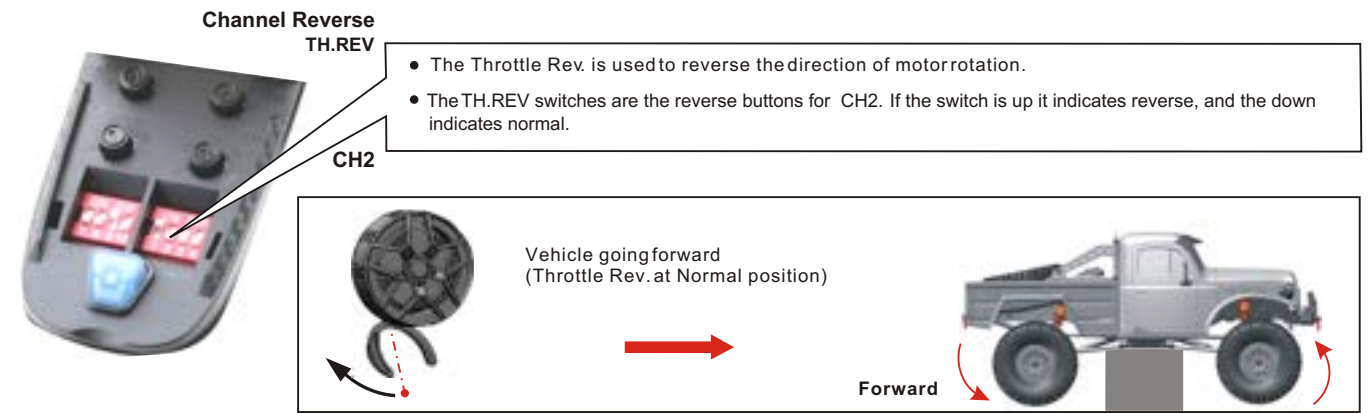 Channel Reverse
TH.REV
● The Throttle Rev. is used to reverse the direction of motor rotation.
● The TH.REV switches are the reverse buttons for CH2. If the switch is up it indicates reverse, and the down
indicates normal.
CH2
Vehicle going forward
(Throttle Rev. at Normal position)
Forward